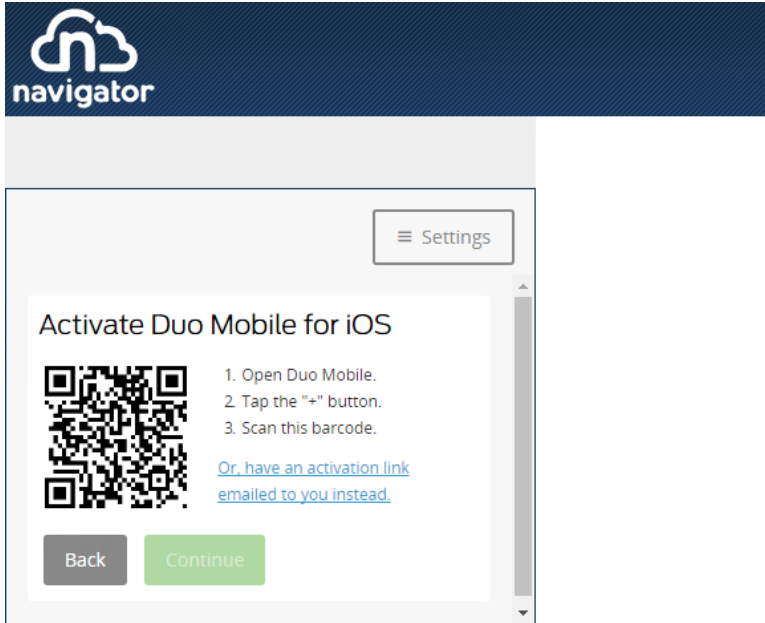 navigator
≡ Settings
Activate Duo Mobile for iOS
1. Open Duo Mobile.
2. Tap the "+" button.
3. Scan this barcode.
Or, have an activation link
emailed to you instead.
Back
Continue